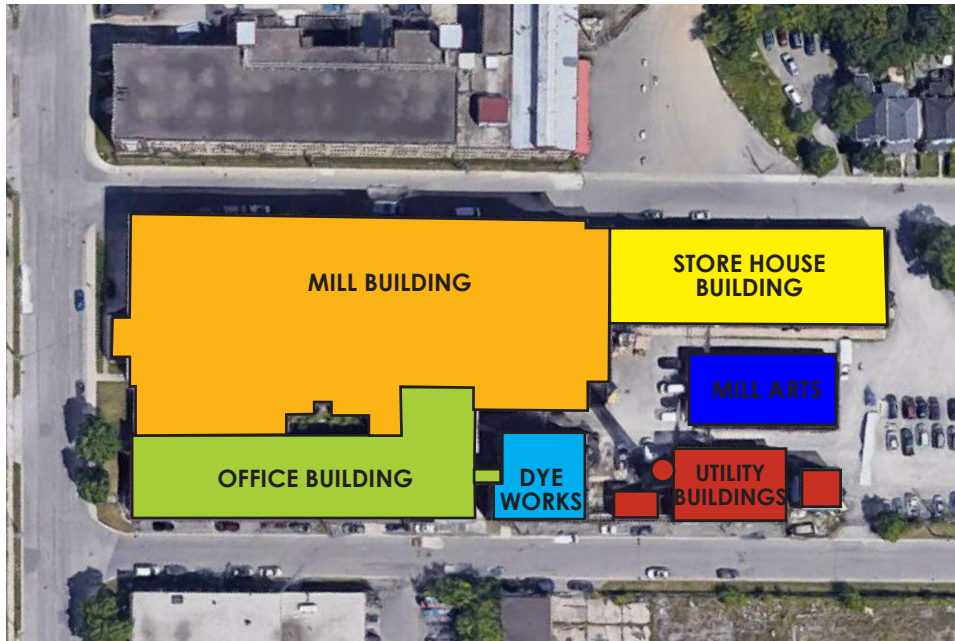 MILL BUILDING
STORE HOUSE
BUILDING
MILL ARTS
OFFICE BUILDING
DYE
WORKS
UTILITY
BUILDINGS